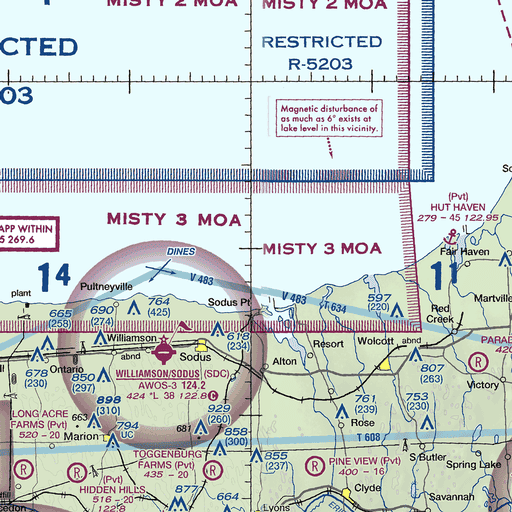 MISTY 2 MOA
MISTY 2 MOA
RESTRICTED
R-5203
CTED
03
Magnetic disturbance of
as much as 6° exists at
lake level in this vicinity.
MISTY 3 MOA
MISTY 3 MOA
APP WITHIN
5 269.6
(Pvt)
HUT HAVEN
279 - 45 122.95
Fair Haven
DINES
V 483
V 483
T 634
14
11
plant
Pultneyville
764
(425)
Sodus Pt
597
(220)
Red
Creek
Martville
665
(258)
690
(274)
618
(234)
Williamson
abnd
Sodus
Ontario
678
(230)
850
(297)
WILLIAMSON/SODUS (SDC)
AWOS-3 124.2
424 *L 38 122.8 C
Alton
Resort
Wolcott
abnd
807
(263)
Victory
420
898
(310)
LONG ACRE
FARMS (Pvt)
520 - 20
663
794
UC
Marion
929
(260)
681
858
(300)
761
(239)
Rose
753
(230)
T 608
TOGGENBURG
FARMS (Pvt)
435 - 20
855
(237)
R
R
R
R
R
PINE VIEW (Pvt)
400 - 16
S/Butler
Spring Lake
HIDDEN HILLS
516 - 20
122.8
877
664
Lyons
Clyde
Savannah